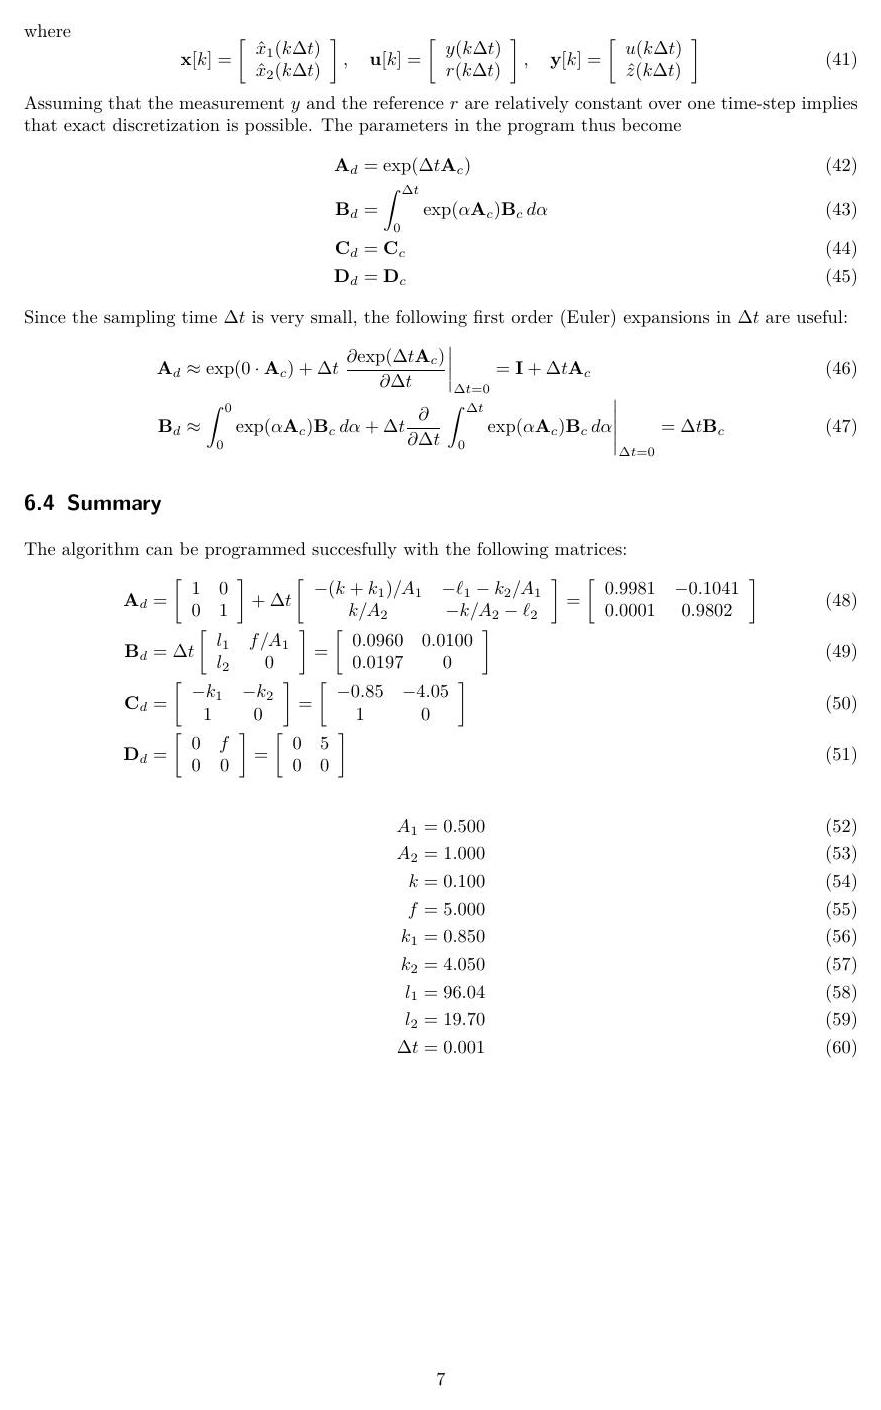 where
x[k] = [ x̂₁(kΔt) x̂₂(kΔt) ] , u[k] = [ y(kΔt) r(kΔt) ] , y[k] = [ u(kΔt) ẑ(kΔt) ] (41)
Assuming that the measurement y and the reference r are relatively constant over one time-step implies
that exact discretization is possible. The parameters in the program thus become
A_d = exp(ΔtA_c) (42)
B_d = ∫₀^Δt exp(αA_c)B_c dα (43)
C_d = C_c (44)
D_d = D_c (45)
Since the sampling time Δt is very small, the following first order (Euler) expansions in Δt are useful:
A_d ≈ exp(0 · A_c) + Δt ∂exp(ΔtA_c)/∂Δt |_Δt=0 = I + ΔtA_c (46)
B_d ≈ ∫₀^0 exp(αA_c)B_c dα + Δt ∂/∂Δt ∫₀^Δt exp(αA_c)B_c dα |_Δt=0 = ΔtB_c (47)
6.4 Summary
The algorithm can be programmed succesfully with the following matrices:
A_d = [ 1 0 0 1 ] + Δt [ −(k + k₁)/A₁ −ℓ₁ − k₂/A₁ k/A₂ −k/A₂ − ℓ₂ ] = [ 0.9981 −0.1041 0.0001 0.9802 ] (48)
B_d = Δt [ l₁ f/A₁ l₂ 0 ] = [ 0.0960 0.0100 0.0197 0 ] (49)
C_d = [ −k₁ −k₂ 1 0 ] = [ −0.85 −4.05 1 0 ] (50)
D_d = [ 0 f 0 0 ] = [ 0 5 0 0 ] (51)
A₁ = 0.500 (52)
A₂ = 1.000 (53)
k = 0.100 (54)
f = 5.000 (55)
k₁ = 0.850 (56)
k₂ = 4.050 (57)
l₁ = 96.04 (58)
l₂ = 19.70 (59)
Δt = 0.001 (60)
7